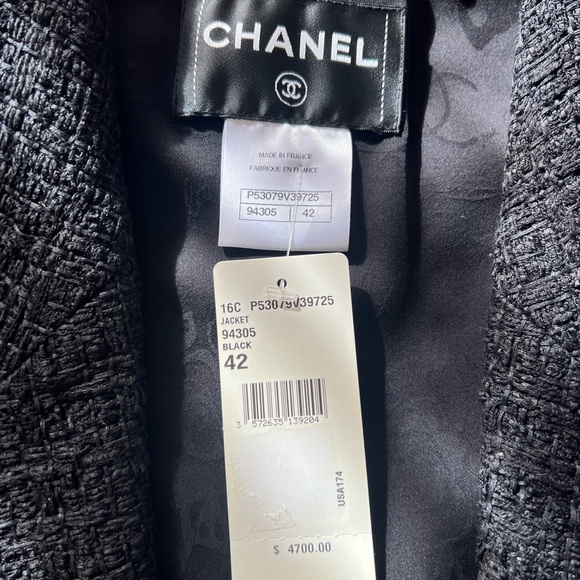 CHANEL
MADE IN FRANCE
FABRIQUE EN FRANCE
P53079V39725
94305 42
16C P53079V39725
JACKET
94305
BLACK
42
3 572635 139204
USA174
$ 4700.00